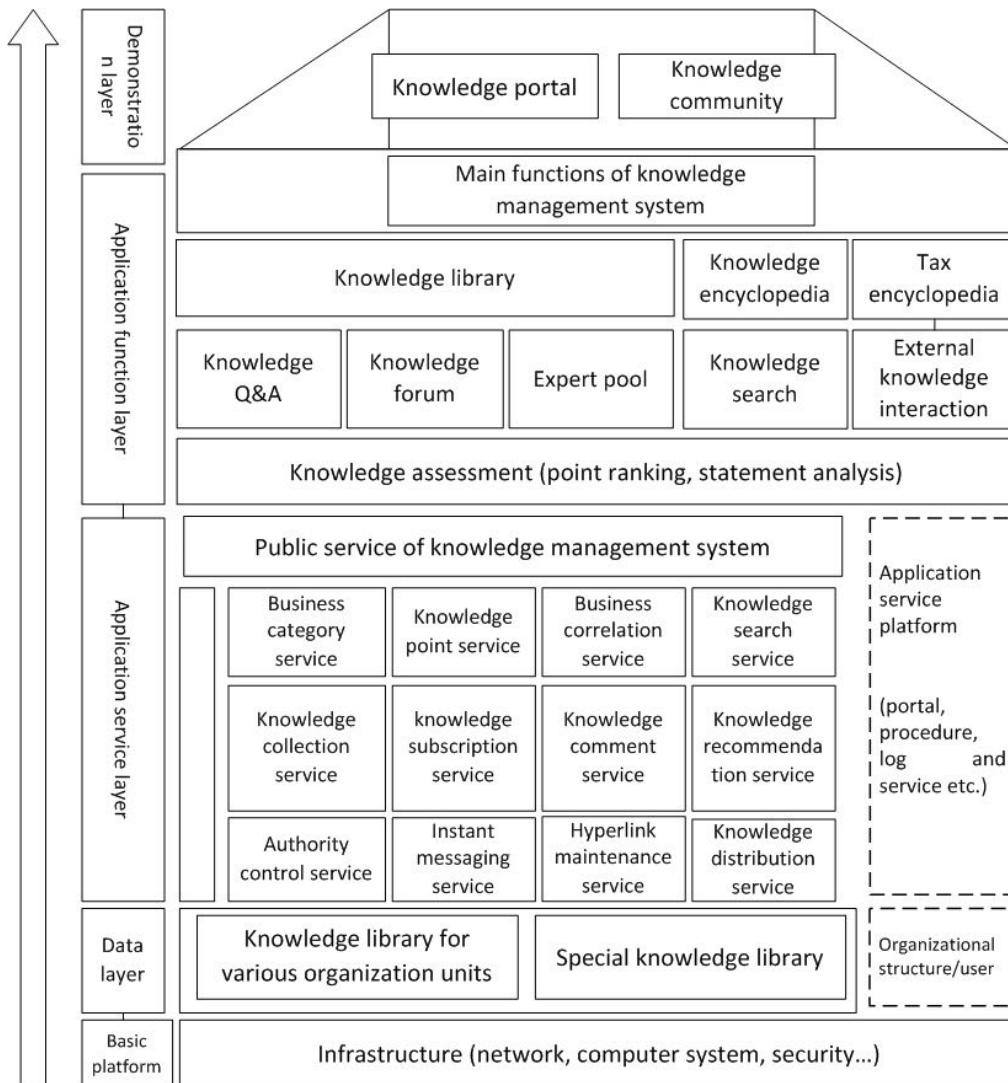 Demonstratio
n layer
Knowledge portal
Knowledge
community
Application function layer
Main functions of knowledge
management system
Knowledge library
Knowledge
encyclopedia
Tax
encyclopedia
Knowledge
Q&A
Knowledge
forum
Expert pool
Knowledge
search
External
knowledge
interaction
Knowledge assessment (point ranking, statement analysis)
Application service layer
Public service of knowledge management system
Business
category
service
Knowledge
point service
Business
correlation
service
Knowledge
search
service
Knowledge
collection
service
knowledge
subscription
service
Knowledge
comment
service
Knowledge
recommenda
tion service
Authority
control service
Instant
messaging
service
Hyperlink
maintenance
service
Knowledge
distribution
service
Application
service
platform
(portal,
procedure,
log and
service etc.)
Data
layer
Knowledge library for
various organization units
Special knowledge library
Organizational
structure/user
Basic
platform
Infrastructure (network, computer system, security...)